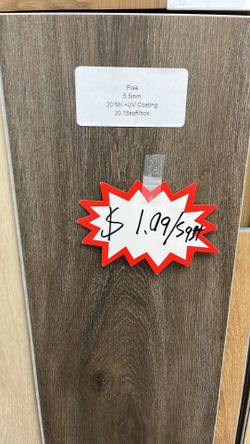 Pisa
5.5mm
20 Mil +UV Coating
30.18sqft/box
$ 1.09/sqft